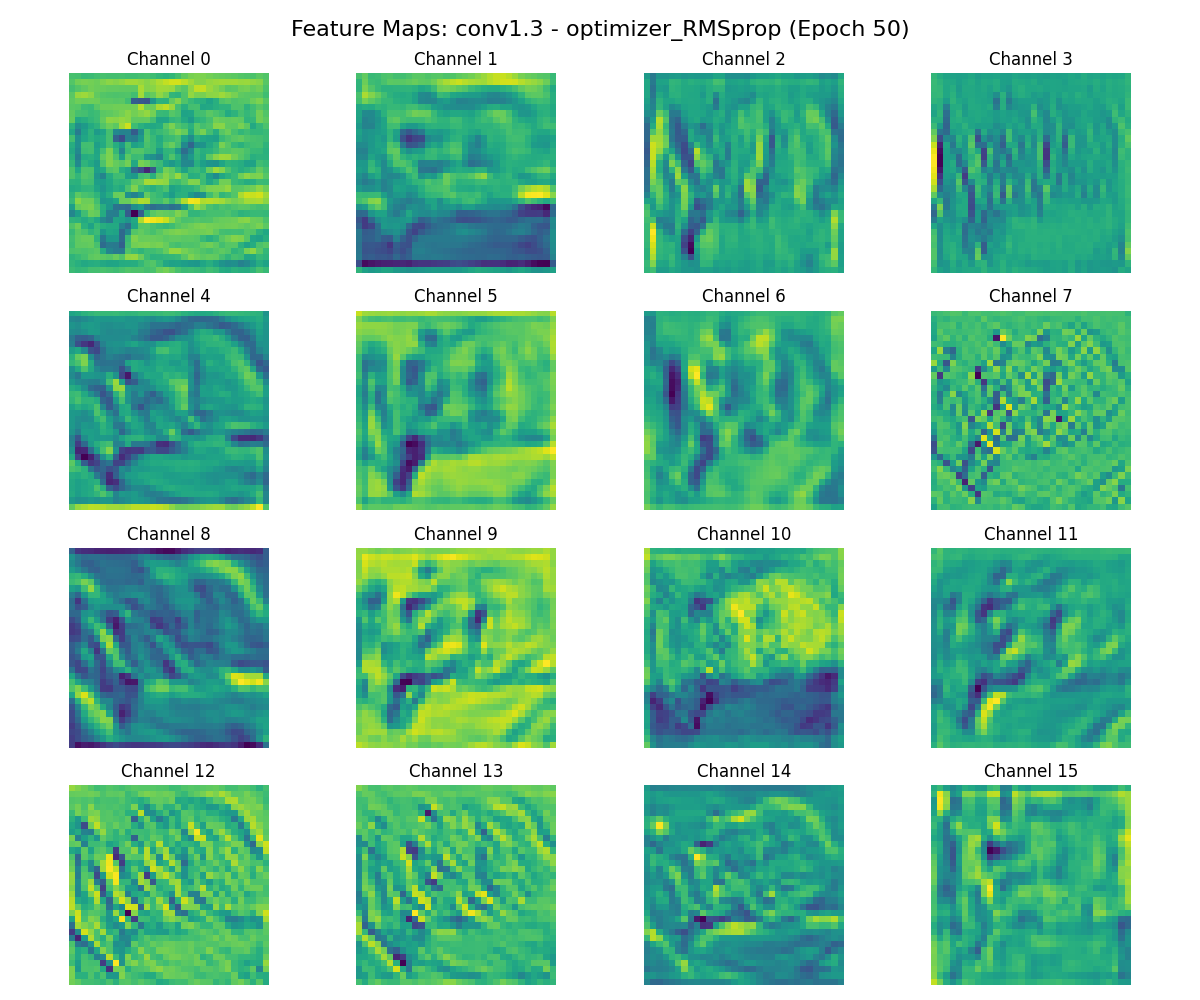 Feature Maps: conv1.3 - optimizer_RMSprop (Epoch 50)
Channel 0 Channel 1 Channel 2 Channel 3
Channel 4 Channel 5 Channel 6 Channel 7
Channel 8 Channel 9 Channel 10 Channel 11
Channel 12 Channel 13 Channel 14 Channel 15